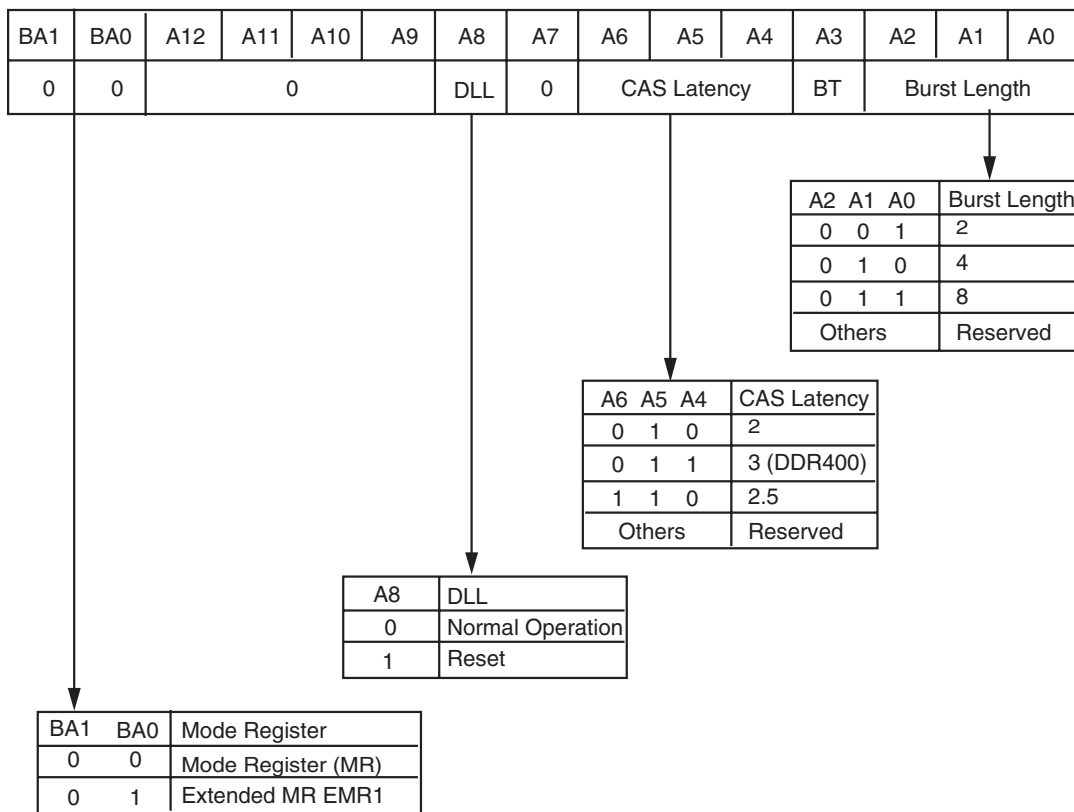 BA1 BA0 A12 A11 A10 A9 A8 A7 A6 A5 A4 A3 A2 A1 A0
0 0 0 DLL 0 CAS Latency BT Burst Length
A2 A1 A0 Burst Length
0 0 1 2
0 1 0 4
0 1 1 8
Others Reserved
A6 A5 A4 CAS Latency
0 1 0 2
0 1 1 3 (DDR400)
1 1 0 2.5
Others Reserved
A8 DLL
0 Normal Operation
1 Reset
BA1 BA0 Mode Register
0 0 Mode Register (MR)
0 1 Extended MR EMR1